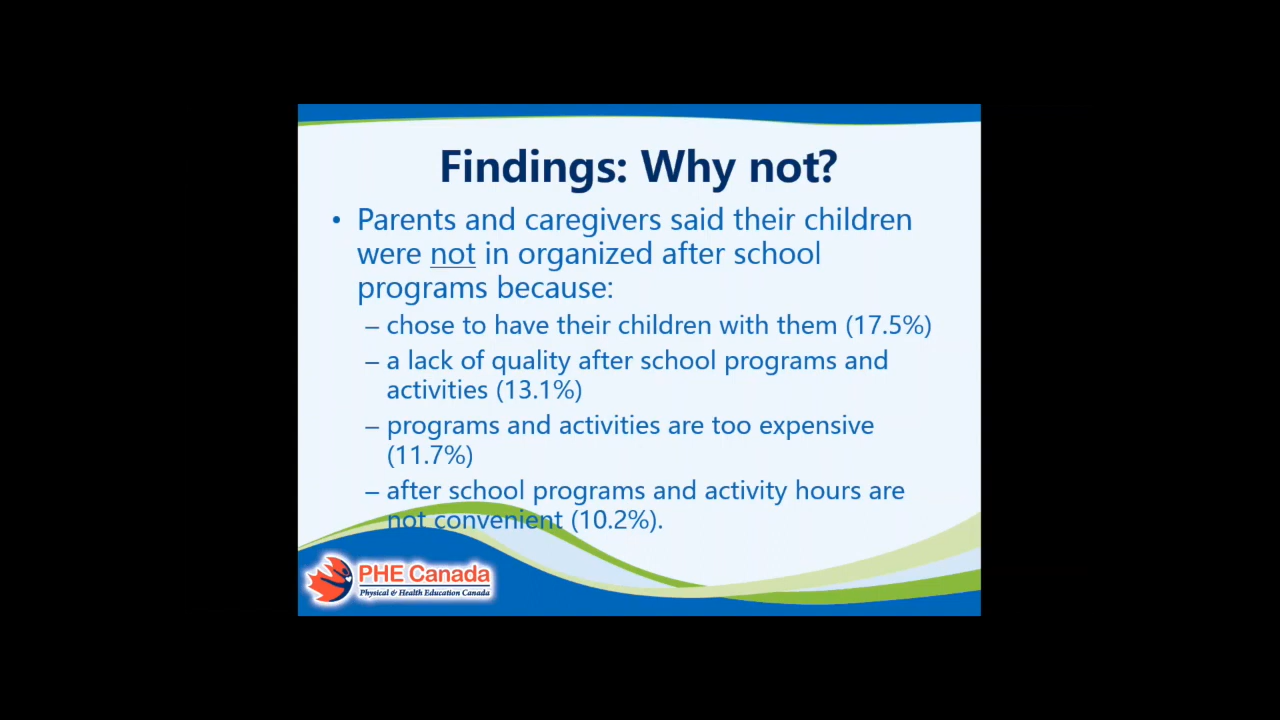 Findings: Why not?
• Parents and caregivers said their children
were not in organized after school
programs because:
– chose to have their children with them (17.5%)
– a lack of quality after school programs and
activities (13.1%)
– programs and activities are too expensive
(11.7%)
– after school programs and activity hours are
not convenient (10.2%).
PHE Canada
Physical & Health Education Canada